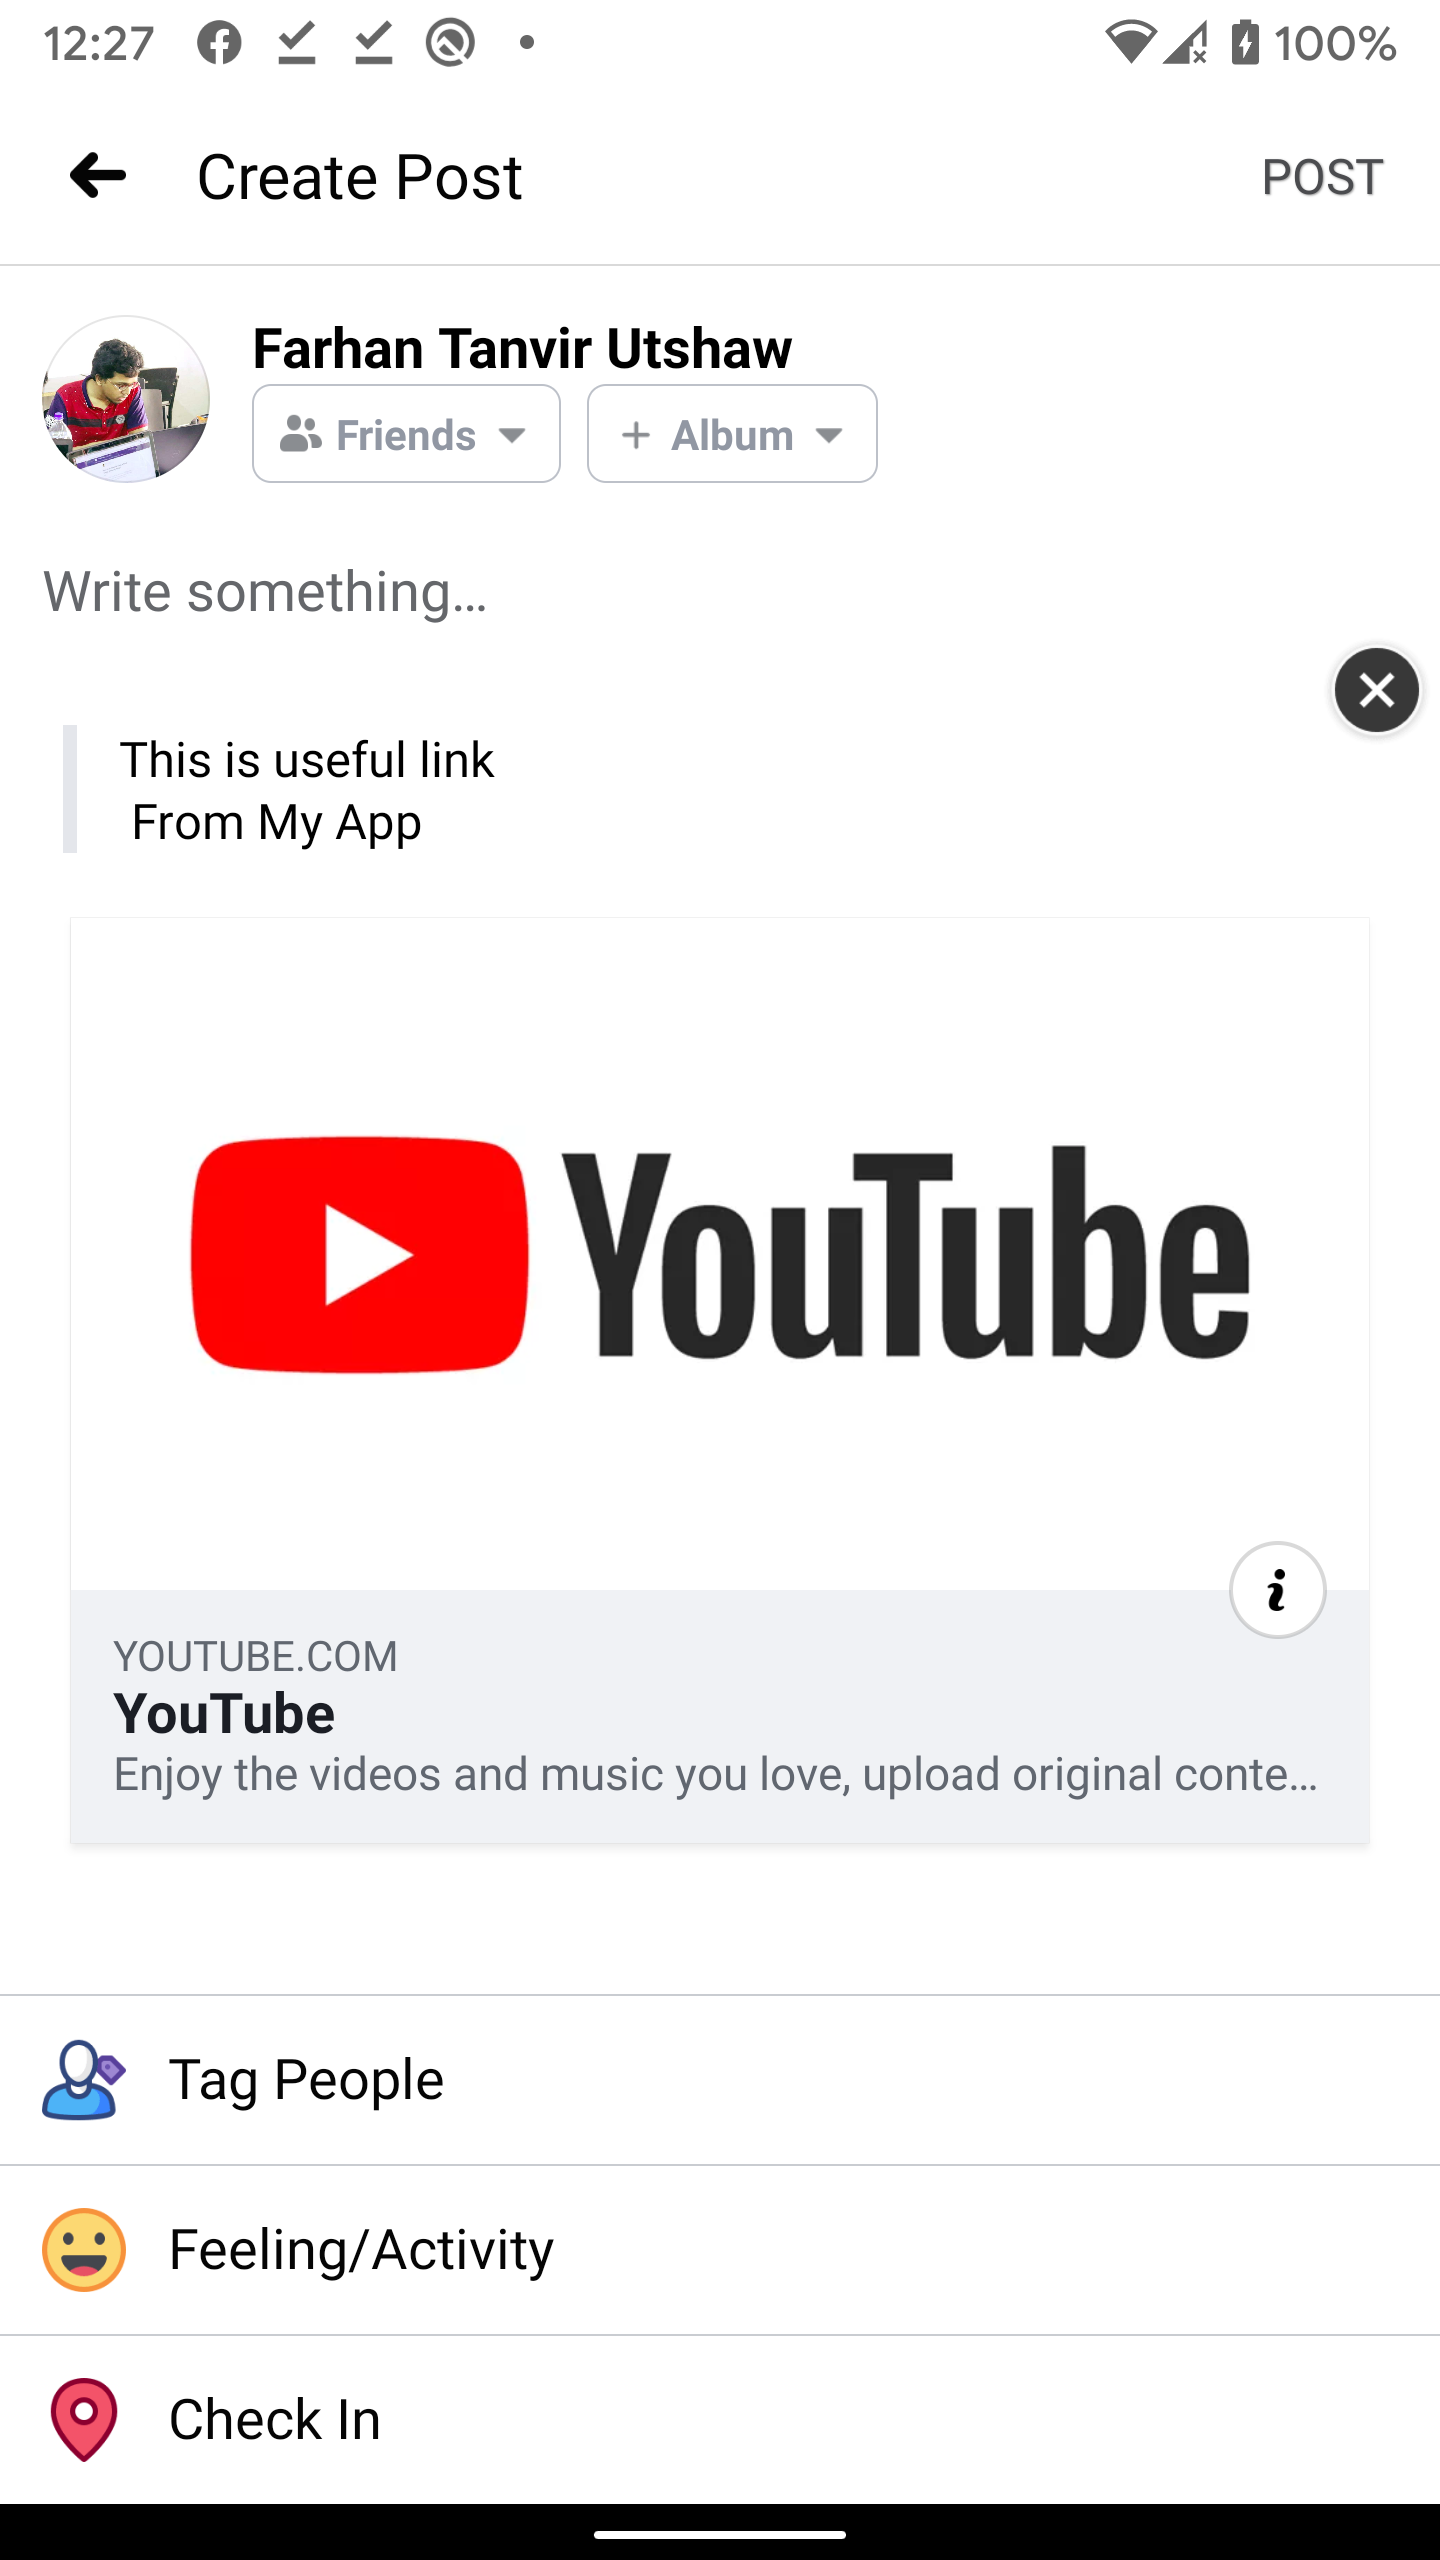 12:27
100%
Create Post
POST
Farhan Tanvir Utshaw
Friends
+ Album
Write something...
This is useful link
From My App
YouTube
i
YOUTUBE.COM
YouTube
Enjoy the videos and music you love, upload original conte...
Tag People
Feeling/Activity
Check In